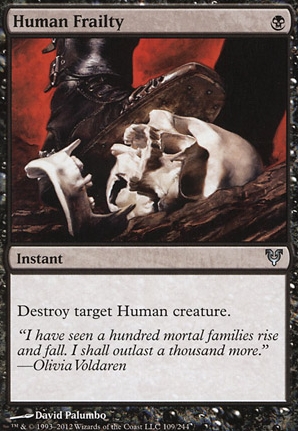 Human Frailty
Instant
Destroy target Human creature.
“I have seen a hundred mortal families rise
and fall. I shall outlast a thousand more.”
—Olivia Voldaren
David Palumbo
™ & © 1993–2012 Wizards of the Coast LLC 109/244